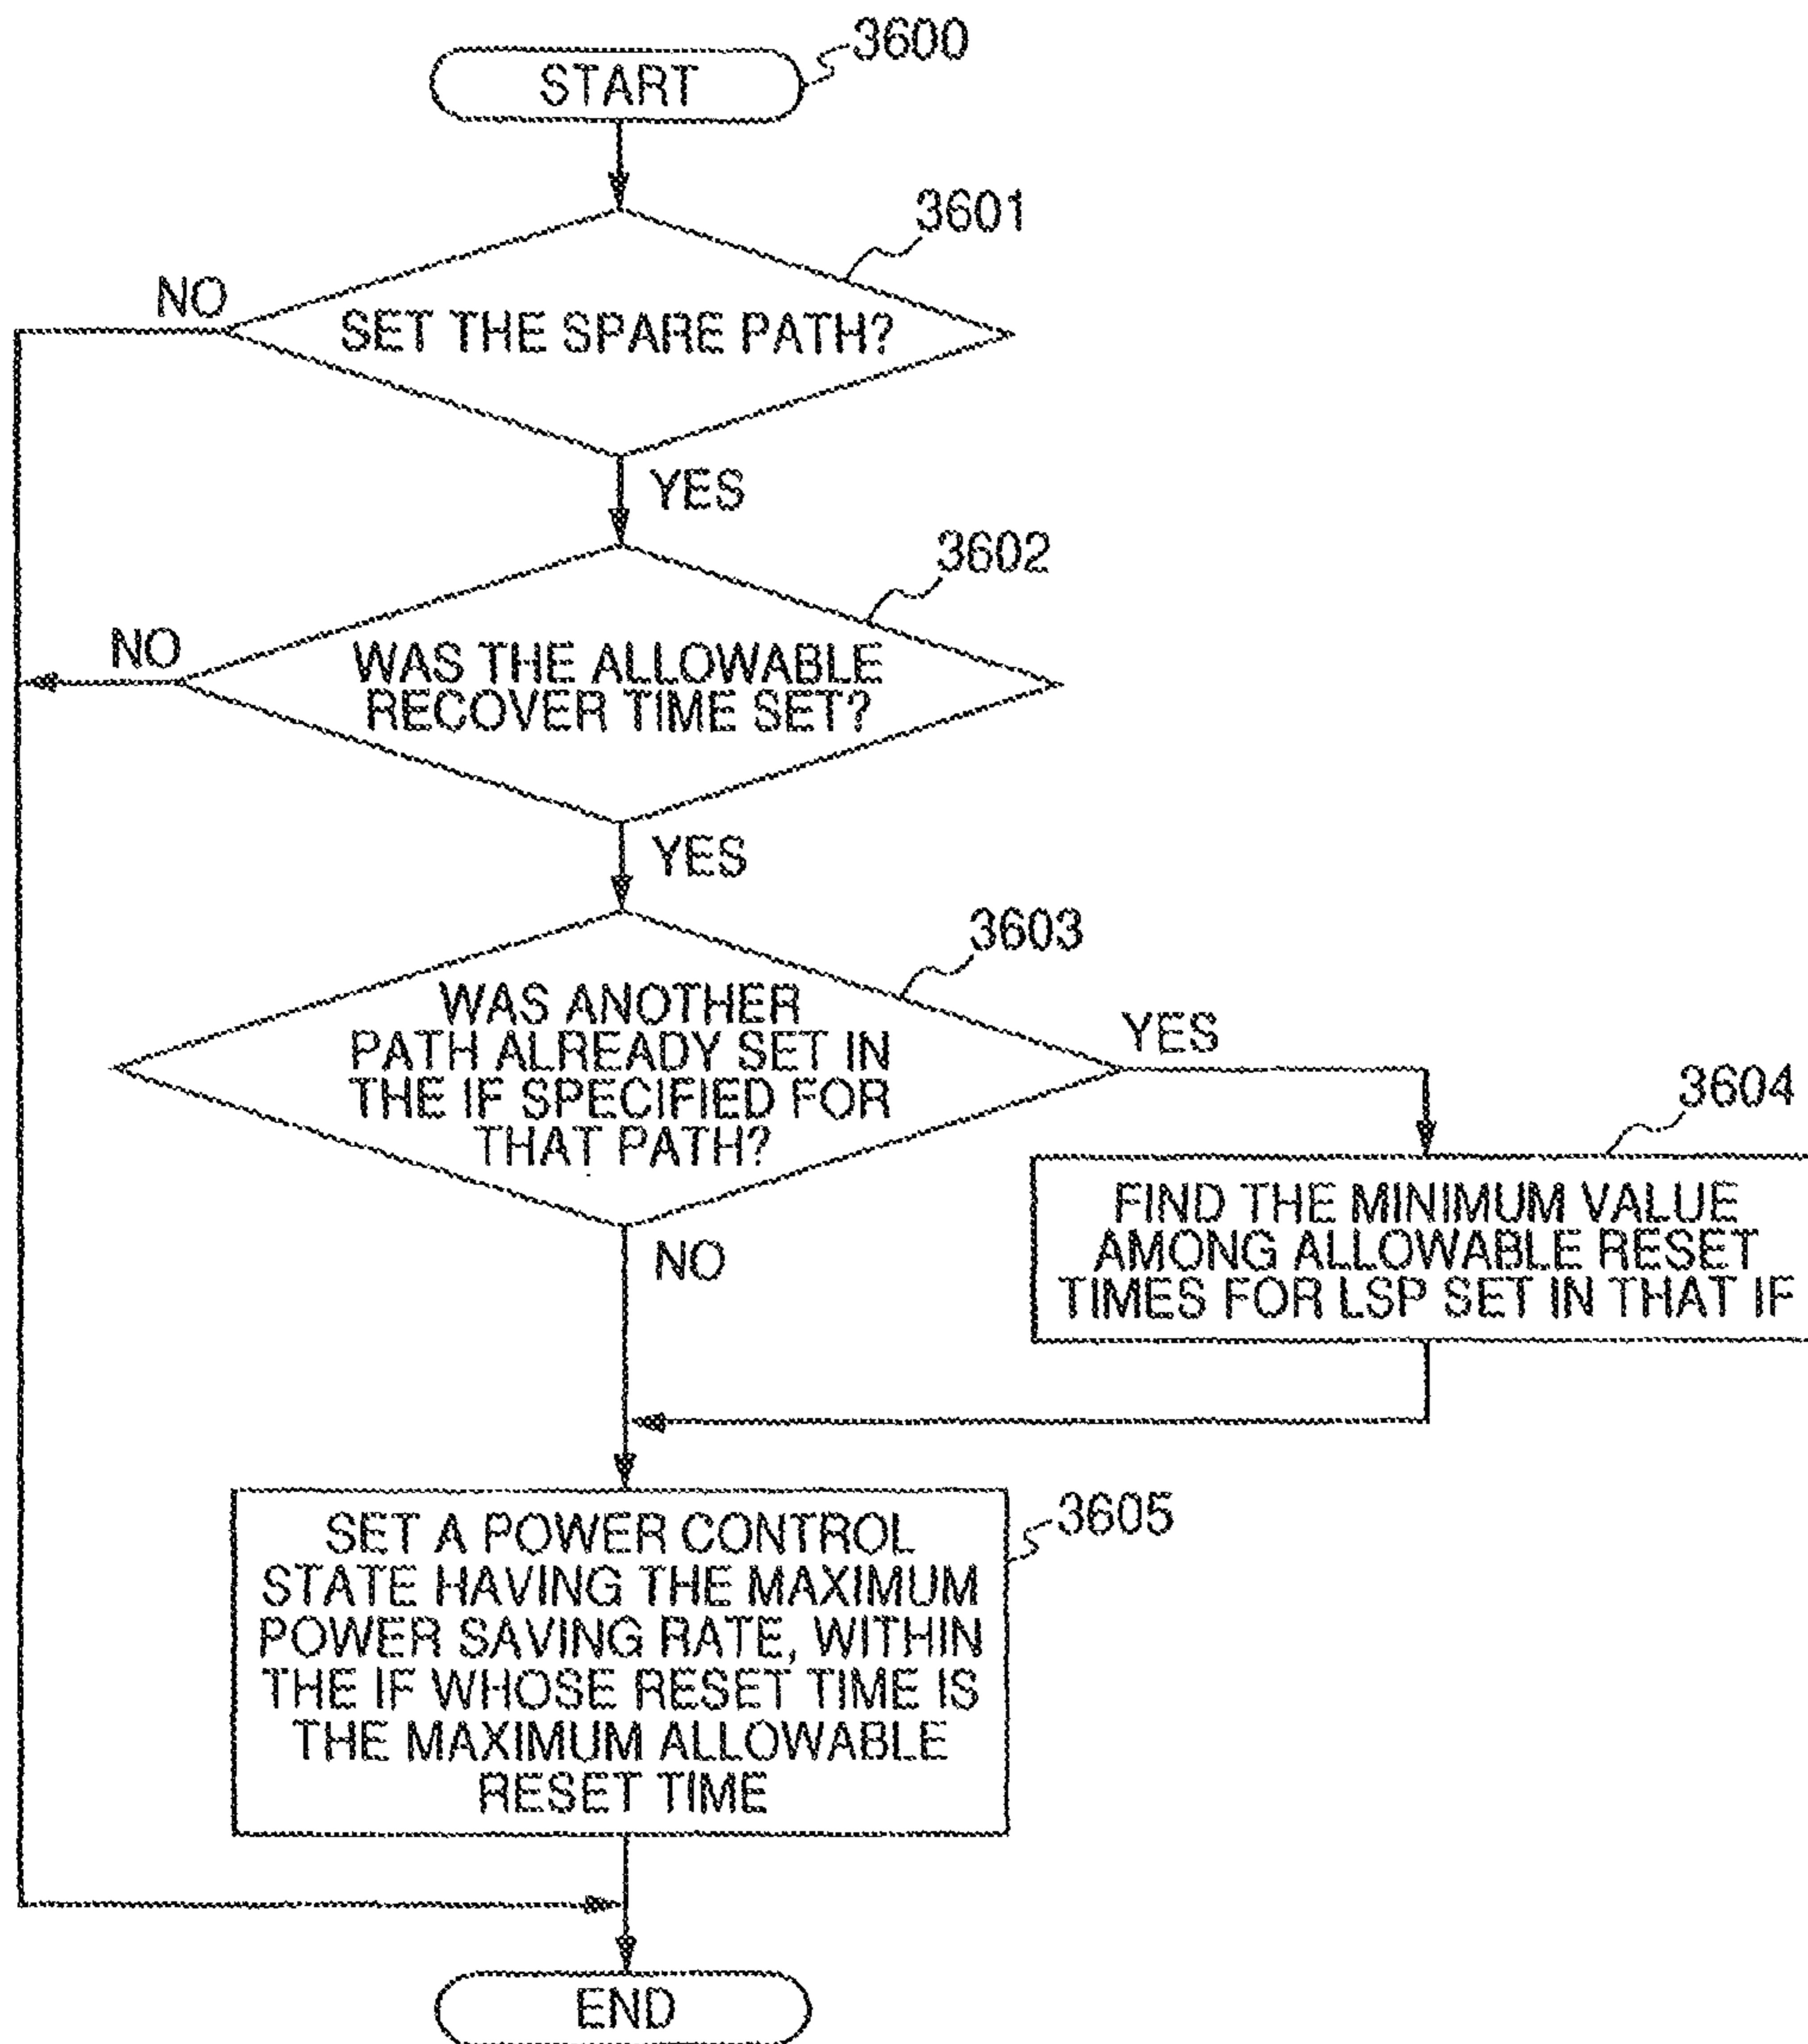 3600
START
3601
NO
SET THE SPARE PATH?
YES
3602
NO
WAS THE ALLOWABLE
RECOVER TIME SET?
YES
3603
WAS ANOTHER
PATH ALREADY SET IN
THE IF SPECIFIED FOR
THAT PATH?
YES
3604
NO
FIND THE MINIMUM VALUE
AMONG ALLOWABLE RESET
TIMES FOR LSP SET IN THAT IF
3605
SET A POWER CONTROL
STATE HAVING THE MAXIMUM
POWER SAVING RATE, WITHIN
THE IF WHOSE RESET TIME IS
THE MAXIMUM ALLOWABLE
RESET TIME
END